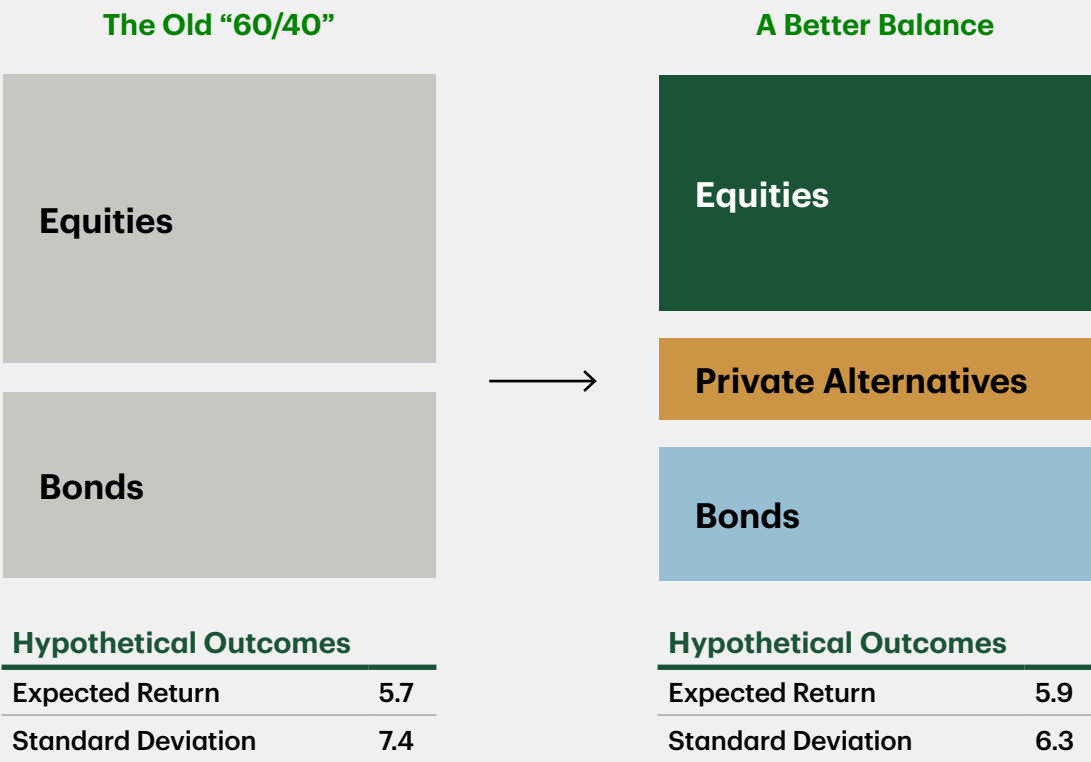 The Old “60/40”
Equities
Bonds
Hypothetical Outcomes
Expected Return 5.7
Standard Deviation 7.4
A Better Balance
Equities
Private Alternatives
Bonds
Hypothetical Outcomes
Expected Return 5.9
Standard Deviation 6.3